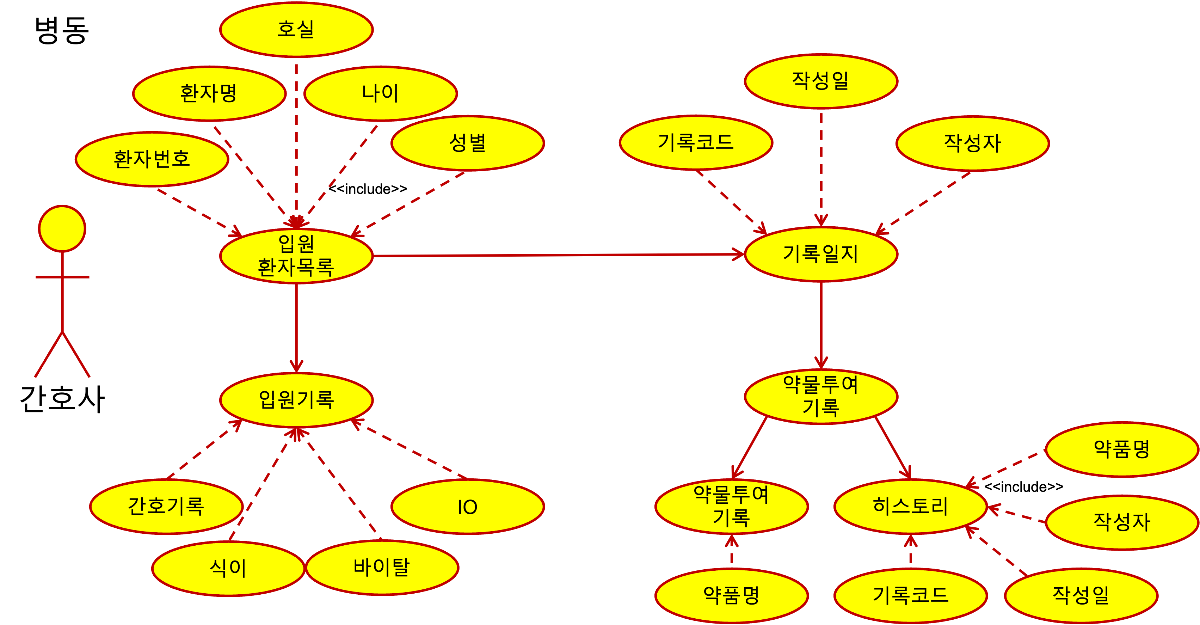 병동
호실
환자명
나이
환자번호
성별
<<include>>
입원
환자목록
작성일
기록코드
작성자
기록일지
간호사
입원기록
간호기록
IO
식이
바이탈
약물투여
기록
약물투여
기록
히스토리
약품명
<<include>>
작성자
약품명
기록코드
작성일